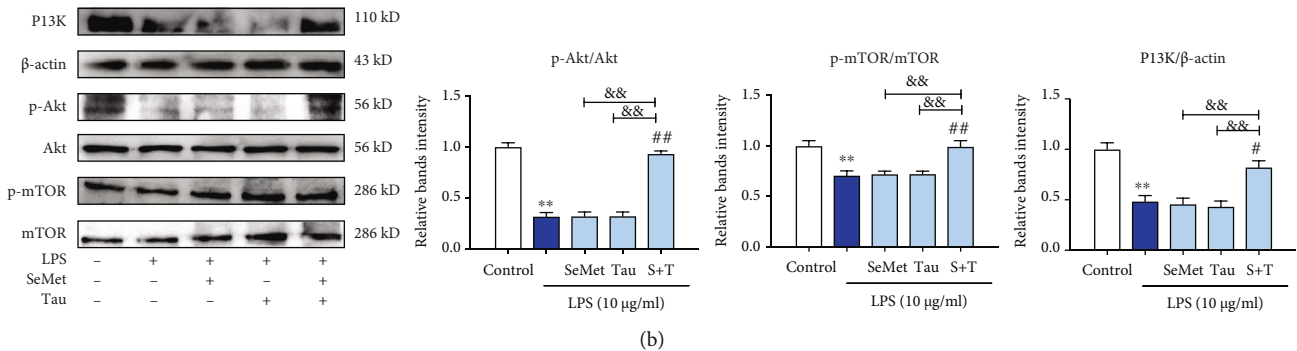 P13K 110 kD
β-actin 43 kD
p-Akt 56 kD
Akt 56 kD
p-mTOR 286 kD
mTOR 286 kD
LPS – + + + +
SeMet – – + – +
Tau – – – + +
p-Akt/Akt
Relative bands intensity
1.5
1.0
0.5
0.0
&&
&&
**
##
Control SeMet Tau S+T
LPS (10 μg/ml)
p-mTOR/mTOR
Relative bands intensity
1.5
1.0
0.5
0.0
&&
&&
**
##
Control SeMet Tau S+T
LPS (10 μg/ml)
P13K/β-actin
Relative bands intensity
1.5
1.0
0.5
0.0
&&
&&
**
#
Control SeMet Tau S+T
LPS (10 μg/ml)
(b)